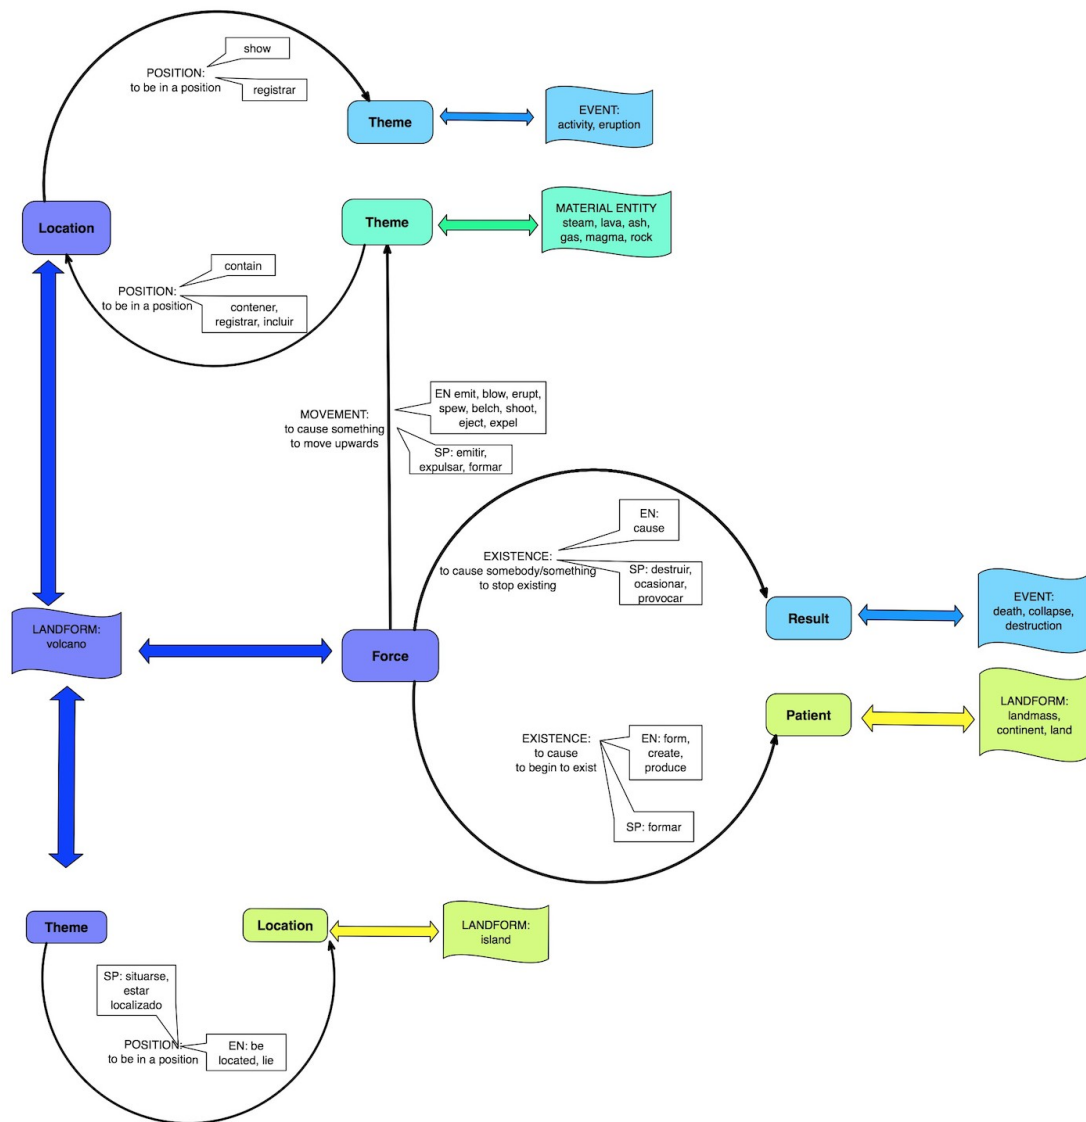 show
POSITION:
to be in a position
registrar
Theme
EVENT:
activity, eruption
Location
Theme
MATERIAL ENTITY
steam, lava, ash,
gas, magma, rock
contain
POSITION:
to be in a position
contener,
registrar, incluir
MOVEMENT:
to cause something
to move upwards
EN emit, blow, erupt,
spew, belch, shoot,
eject, expel
SP: emitir,
expulsar, formar
EN:
cause
EXISTENCE:
to cause somebody/something
to stop existing
SP: destruir,
ocasionar,
provocar
Result
EVENT:
death, collapse,
destruction
LANDFORM:
volcano
Force
Patient
LANDFORM:
landmass,
continent, land
EXISTENCE:
to cause
to begin to exist
EN: form,
create,
produce
SP: formar
Theme
Location
LANDFORM:
island
SP: situarse,
estar
localizado
POSITION:
to be in a position
EN: be
located, lie